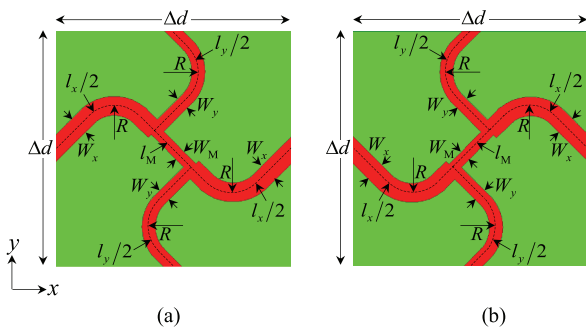 Δd Δd
l_y/2 l_y/2
R R
l_x/2 l_x/2
W_y W_y
R R
Δd W_x l_M W_M W_x W_x W_M l_M W_x Δd
R R
W_y W_y
l_x/2 l_x/2
R R
l_y/2 l_y/2
y
x
(a) (b)